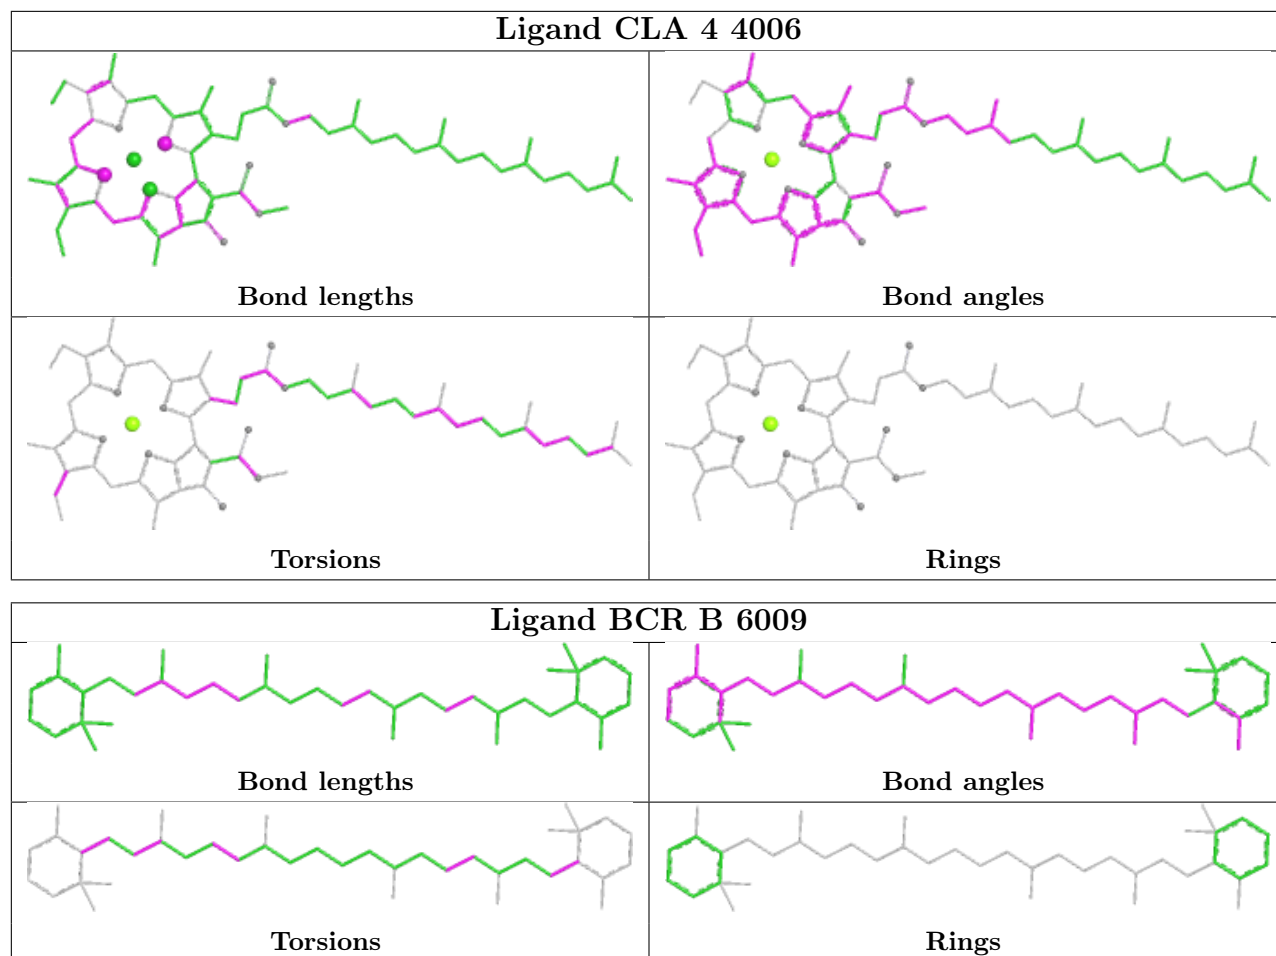 Ligand CLA 4 4006
Bond lengths
Bond angles
Torsions
Rings
Ligand BCR B 6009
Bond lengths
Bond angles
Torsions
Rings